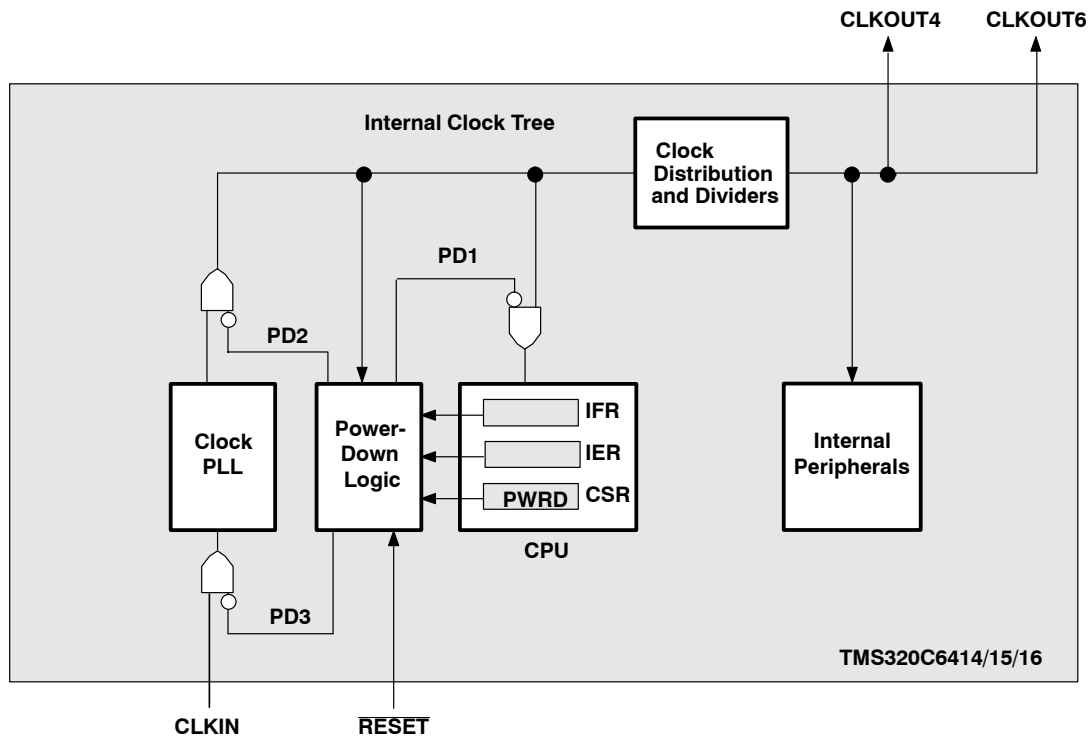 CLKOUT4 CLKOUT6
Internal Clock Tree
Clock
Distribution
and Dividers
PD1
PD2
Clock
PLL
Power-
Down
Logic
IFR
IER
PWRD CSR
CPU
Internal
Peripherals
PD3
TMS320C6414/15/16
CLKIN
RESET